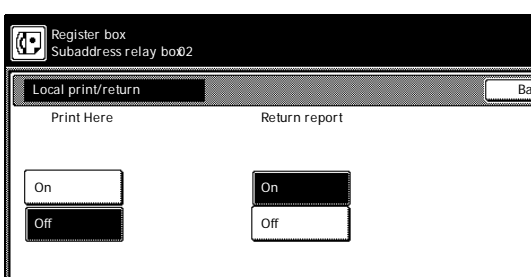 Register box
Subaddress relay box02
Local print/return
Ba
Print Here Return report
On On
Off Off